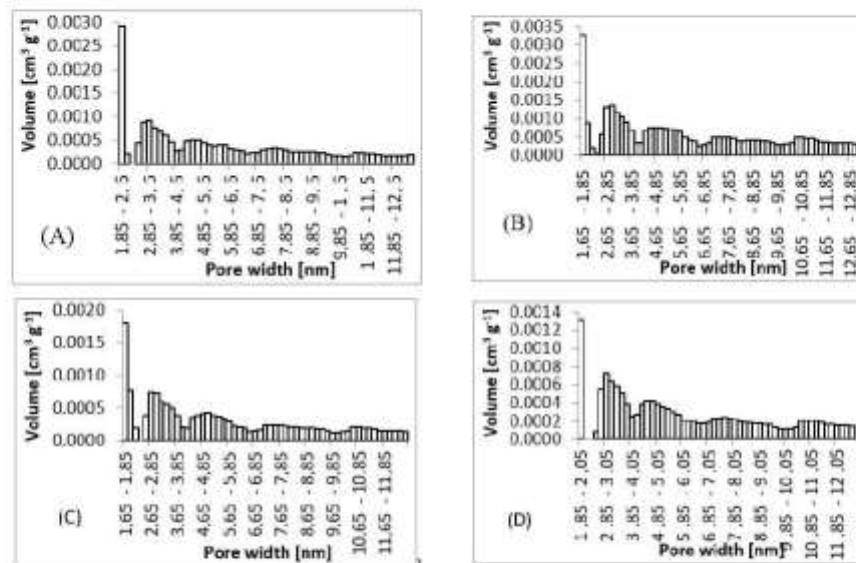 0.0030
0.0025
0.0020
0.0015
0.0010
0.0005
0.0000
Volume [cm³ g⁻¹]
1.85 - 2, 5
2,85 - 3, 5
3,85 - 4, 5
4,85 - 5, 5
5,85 - 6, 5
6,85 - 7, 5
7,85 - 8, 5
8,85 - 9, 5
9,85 - 1 , 5
1 ,85 - 11, 5
11,85 - 12, 5
Pore width [nm]
(A)
0.0035
0.0030
0.0025
0.0020
0.0015
0.0010
0.0005
0.0000
Volume [cm³ g⁻¹]
1,65 - 1,85
2,65 - 2,85
3,65 - 3,85
4,65 - 4,85
5,65 - 5,85
6,65 - 6,85
7,65 - 7,85
8,65 - 8,85
9,65 - 9,85
10,65 - 10,85
11,65 - 11,85
12,65 - 12,85
Pore width [nm]
(B)
0.0020
0.0015
0.0010
0.0005
0.0000
Volume [cm³ g⁻¹]
1.65 - 1,85
2.65 - 2,85
3.65 - 3,85
4.65 - 4,85
5.65 - 5,85
6.65 - 6,85
7.65 - 7,85
8.65 - 8,85
9.65 - 9,85
10.65 - 10,85
11.65 - 11,85
Pore width [nm]
(C)
0.0014
0.0012
0.0010
0.0008
0.0006
0.0004
0.0002
0.0000
Volume [cm³ g⁻¹]
1 .85 - 2 ,05
2 .85 - 3 ,05
3 .85 - 4 ,05
4 .85 - 5 ,05
5 .85 - 6 ,05
6 .85 - 7 ,05
7 .85 - 8 ,05
8 .85 - 9 ,05
9.85 - 10 ,05
10.85 - 11 ,05
11.85 - 12 ,05
Pore width [nm]
(D)